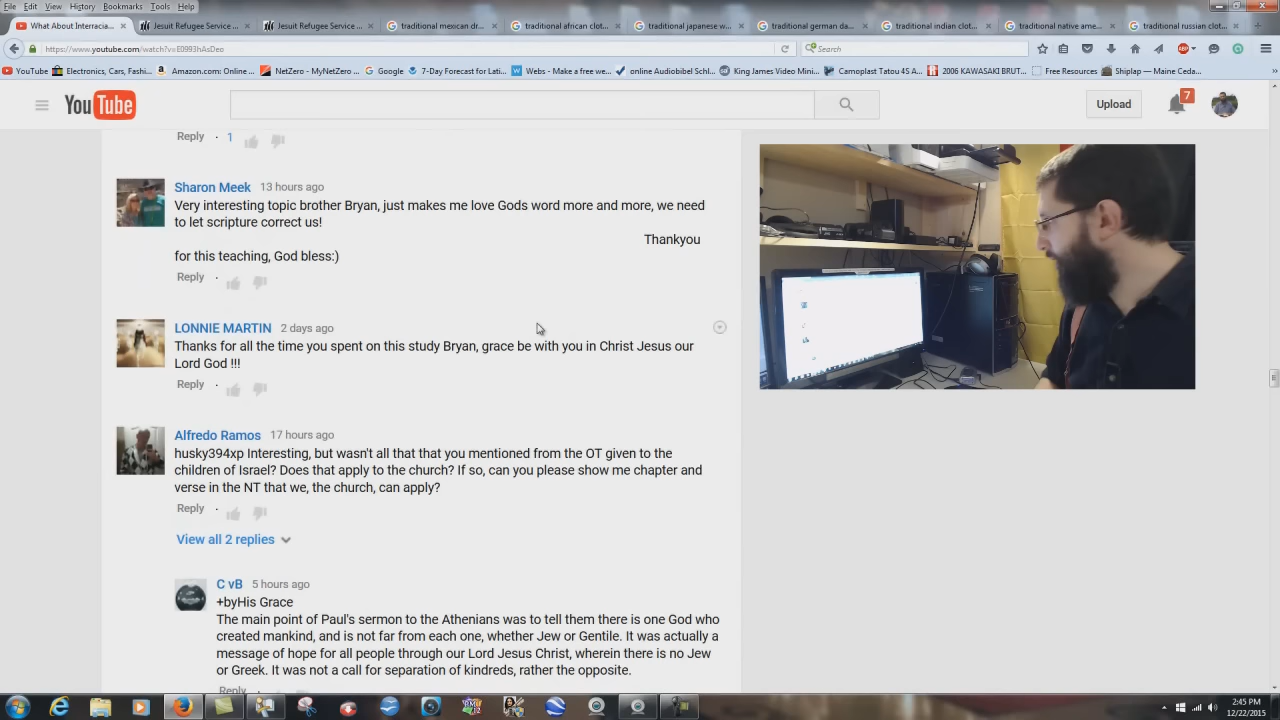 File Edit View History Bookmarks Tools Help
What About Interracia... Jesuit Refugee Service ... Jesuit Refugee Service ... traditional mexican dr... traditional african clot... traditional japanese w... traditional german da... traditional indian clot... traditional native ame... traditional russian clot...
https://www.youtube.com/watch?v=E0993hAsDeo
Search
YouTube Electronics, Cars, Fashi... Amazon.com: Online ... NetZero - MyNetZero ... Google 7-Day Forecast for Lati... Webs - Make a free we... online Audiobibel Schl... King James Video Mini... Camoplast Tatou 4S A... 2006 KAWASAKI BRUT... Free Resources Shiplap — Maine Ceda...
YouTube
Upload
7
Reply · 1
Sharon Meek 13 hours ago
Very interesting topic brother Bryan, just makes me love Gods word more and more, we need
to let scripture correct us!
Thankyou
for this teaching, God bless:)
Reply ·
LONNIE MARTIN 2 days ago
Thanks for all the time you spent on this study Bryan, grace be with you in Christ Jesus our
Lord God !!!
Reply ·
Alfredo Ramos 17 hours ago
husky394xp Interesting, but wasn't all that that you mentioned from the OT given to the
children of Israel? Does that apply to the church? If so, can you please show me chapter and
verse in the NT that we, the church, can apply?
Reply ·
View all 2 replies
C vB 5 hours ago
+byHis Grace
The main point of Paul's sermon to the Athenians was to tell them there is one God who
created mankind, and is not far from each one, whether Jew or Gentile. It was actually a
message of hope for all people through our Lord Jesus Christ, wherein there is no Jew
or Greek. It was not a call for separation of kindreds, rather the opposite.
Reply
2:45 PM
12/22/2015